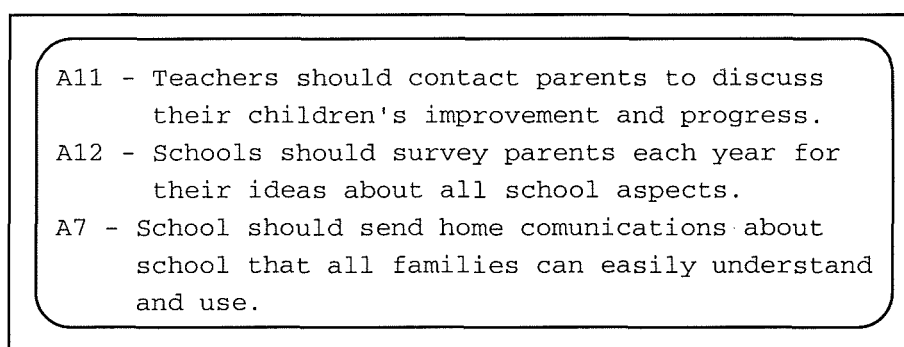 A11 - Teachers should contact parents to discuss
their children's improvement and progress.
A12 - Schools should survey parents each year for
their ideas about all school aspects.
A7 - School should send home comunications about
school that all families can easily understand
and use.